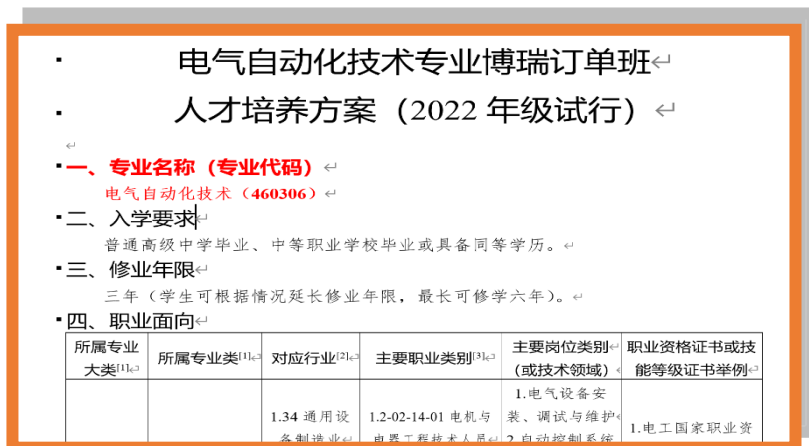 电气自动化技术专业博瑞订单班
人才培养方案（2022 年级试行）
一、专业名称（专业代码）
电气自动化技术（460306）
二、入学要求
普通高级中学毕业、中等职业学校毕业或具备同等学历。
三、修业年限
三年（学生可根据情况延长修业年限，最长可修学六年）。
四、职业面向
所属专业大类[1] 所属专业类[1] 对应行业[2] 主要职业类别[3] 主要岗位类别（或技术领域） 职业资格证书或技能等级证书举例
1.34 通用设备制造业
1.2-02-14-01 电机与电器工程技术人员
1.电气设备安装、调试与维护
2.自动控制系统
1.电工国家职业资